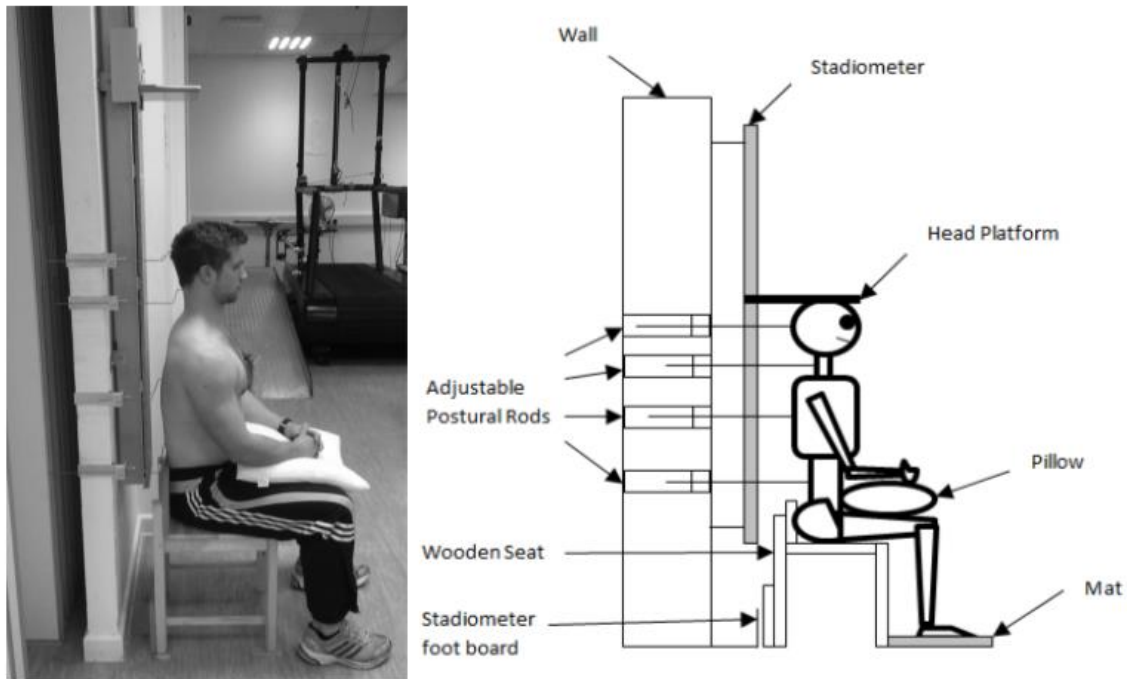 Wall
Stadiometer
Head Platform
Adjustable
Postural Rods
Pillow
Wooden Seat
Stadiometer
foot board
Mat